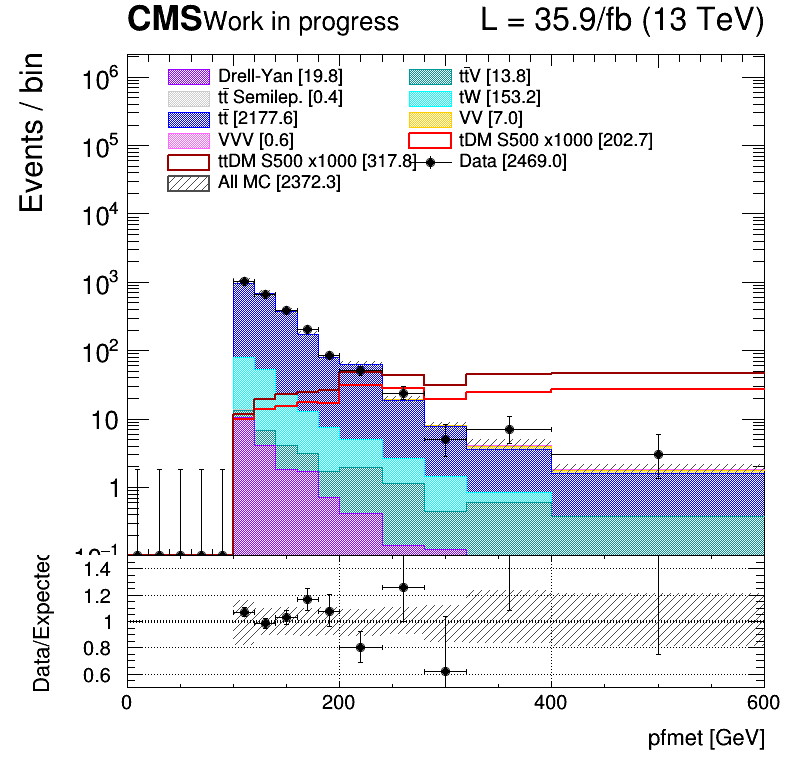 CMS Work in progress L = 35.9/fb (13 TeV)
Events / bin
Drell-Yan [19.8] tt̄V [13.8]
tt̄ Semilep. [0.4] tW [153.2]
tt̄ [2177.6] VV [7.0]
VVV [0.6] tDM S500 x1000 [202.7]
ttDM S500 x1000 [317.8] Data [2469.0]
All MC [2372.3]
10⁶
10⁵
10⁴
10³
10²
10
1
10⁻¹
Data/Expected
1.4
1.2
1
0.8
0.6
0 200 400 600
pfmet [GeV]